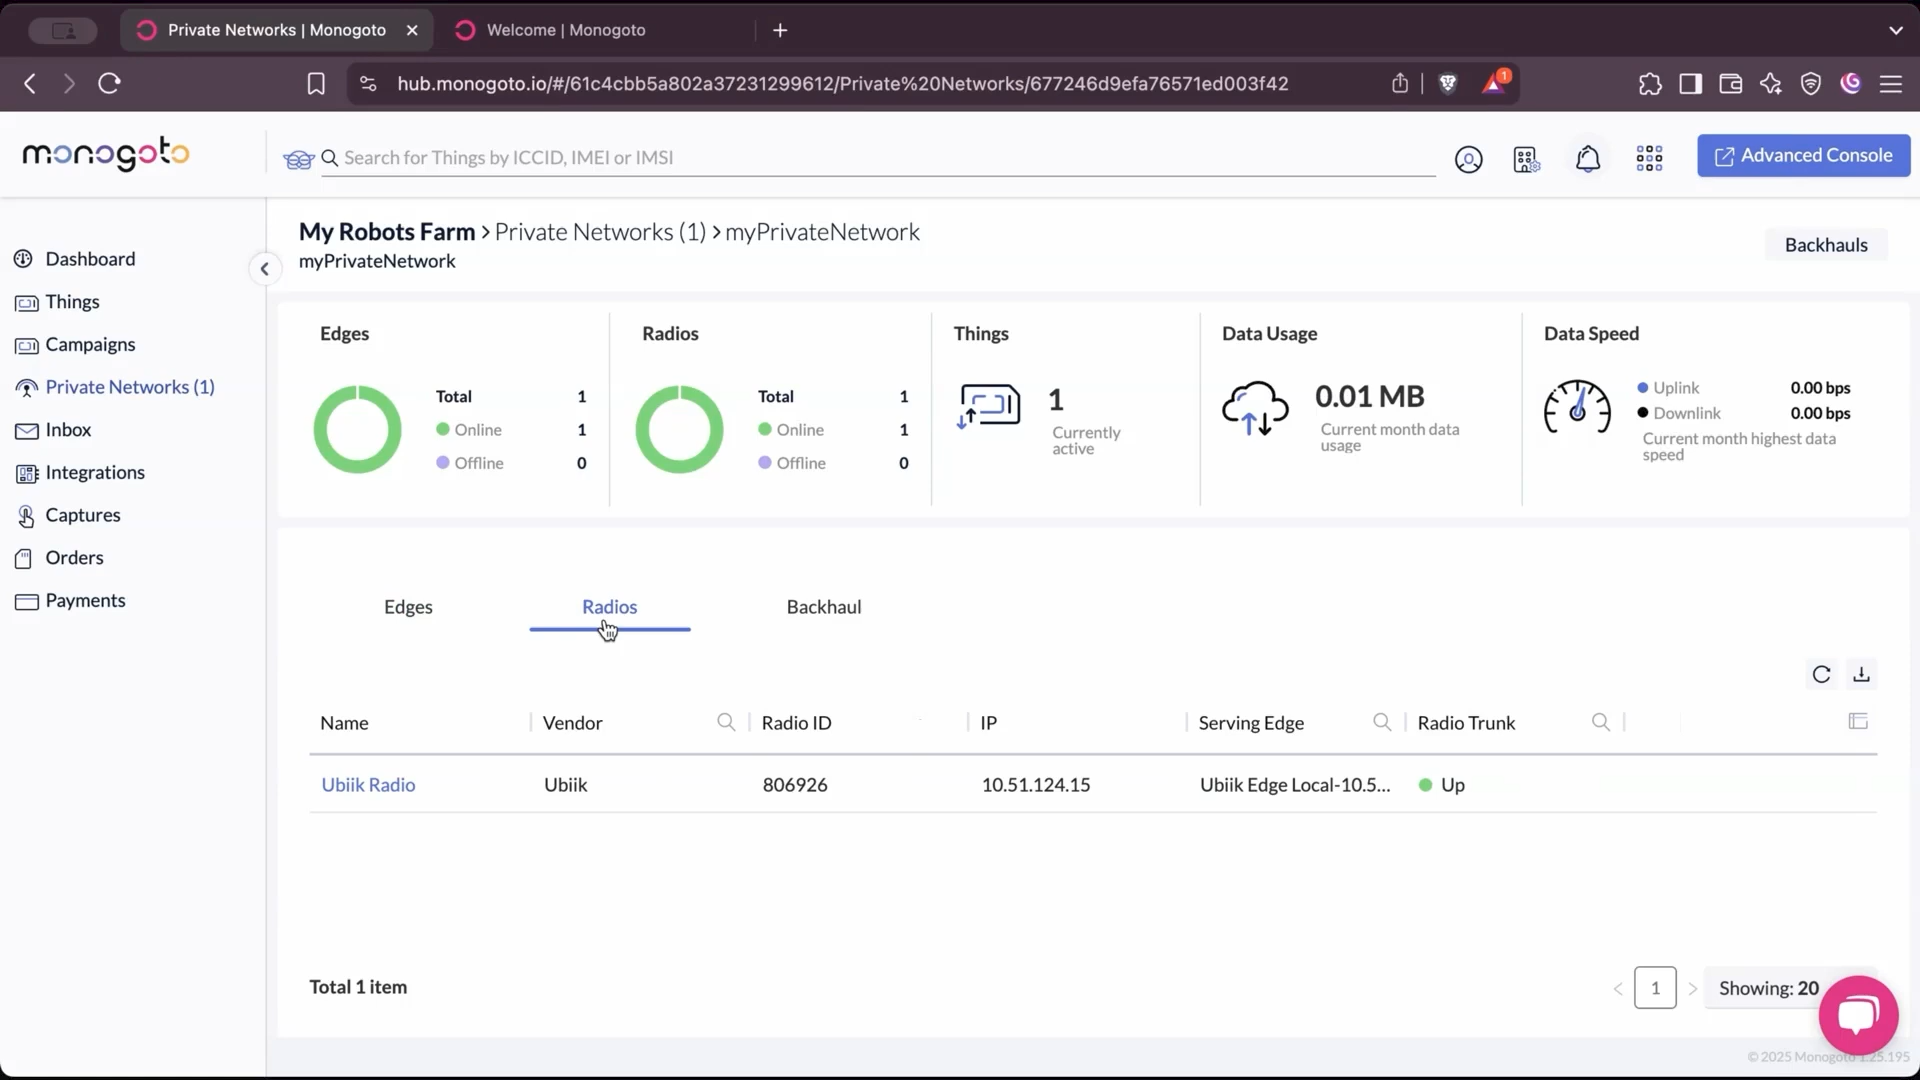 Private Networks | Monogoto
Welcome | Monogoto
hub.monogoto.io/#/61c4cbb5a802a37231299612/Private%20Networks/677246d9efa76571ed003f42
1
monogoto
Search for Things by ICCID, IMEI or IMSI
Advanced Console
Dashboard
Things
Campaigns
Private Networks (1)
Inbox
Integrations
Captures
Orders
Payments
My Robots Farm > Private Networks (1) > myPrivateNetwork
myPrivateNetwork
Backhauls
Edges
Total 1
Online 1
Offline 0
Radios
Total 1
Online 1
Offline 0
Things
1
Currently
active
Data Usage
0.01 MB
Current month data
usage
Data Speed
Uplink 0.00 bps
Downlink 0.00 bps
Current month highest data
speed
Edges Radios Backhaul
Name Vendor Radio ID IP Serving Edge Radio Trunk
Ubiik Radio Ubiik 806926 10.51.124.15 Ubiik Edge Local-10.5... Up
Total 1 item
< 1 > Showing: 20
© 2025 Monogoto 1.25.195